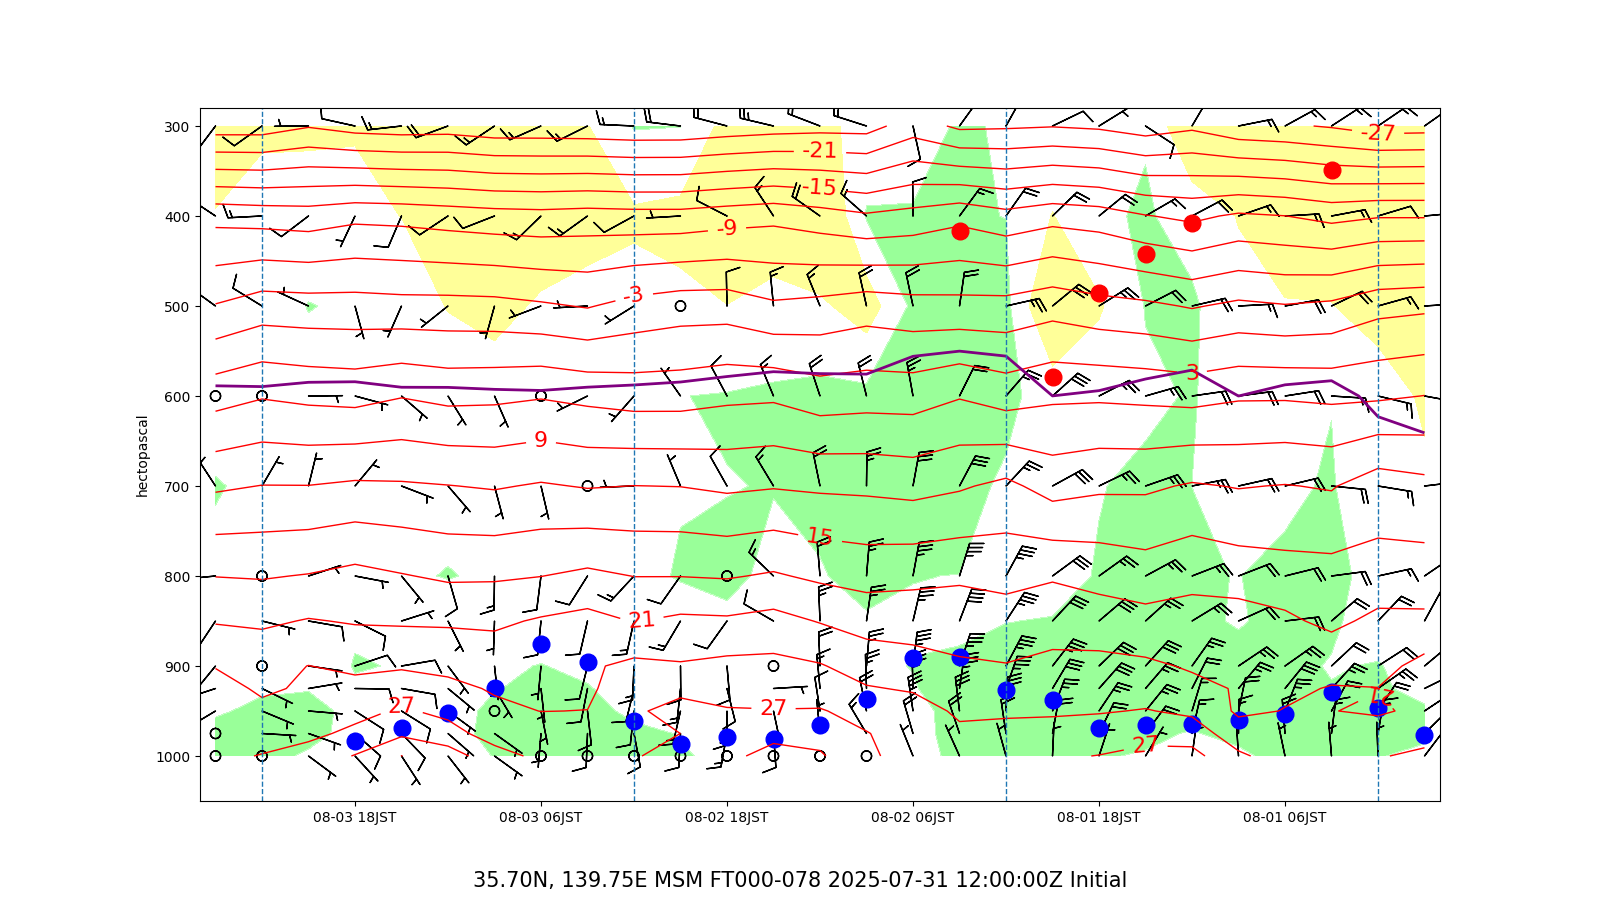 300
400
500
600
700
800
900
1000
hectopascal
-27
-21
-15
-9
-3
3
9
15
21
27
27
27
08-03 18JST
08-03 06JST
08-02 18JST
08-02 06JST
08-01 18JST
08-01 06JST
35.70N, 139.75E MSM FT000-078 2025-07-31 12:00:00Z Initial